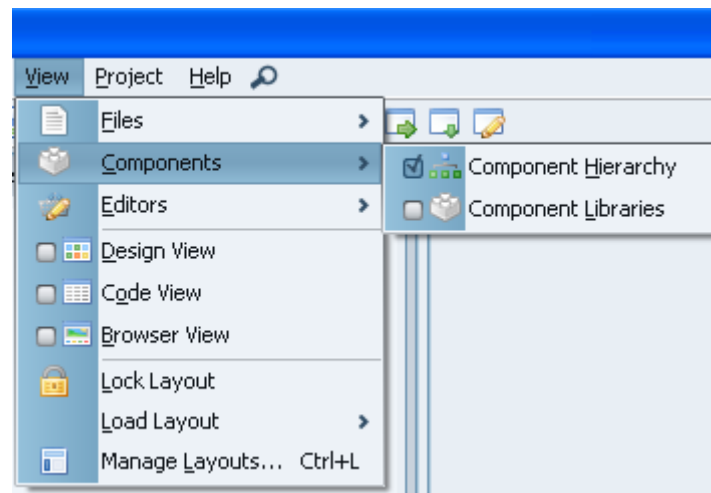 View Project Help
Files
Components
Component Hierarchy
Editors
Component Libraries
Design View
Code View
Browser View
Lock Layout
Load Layout
Manage Layouts... Ctrl+L